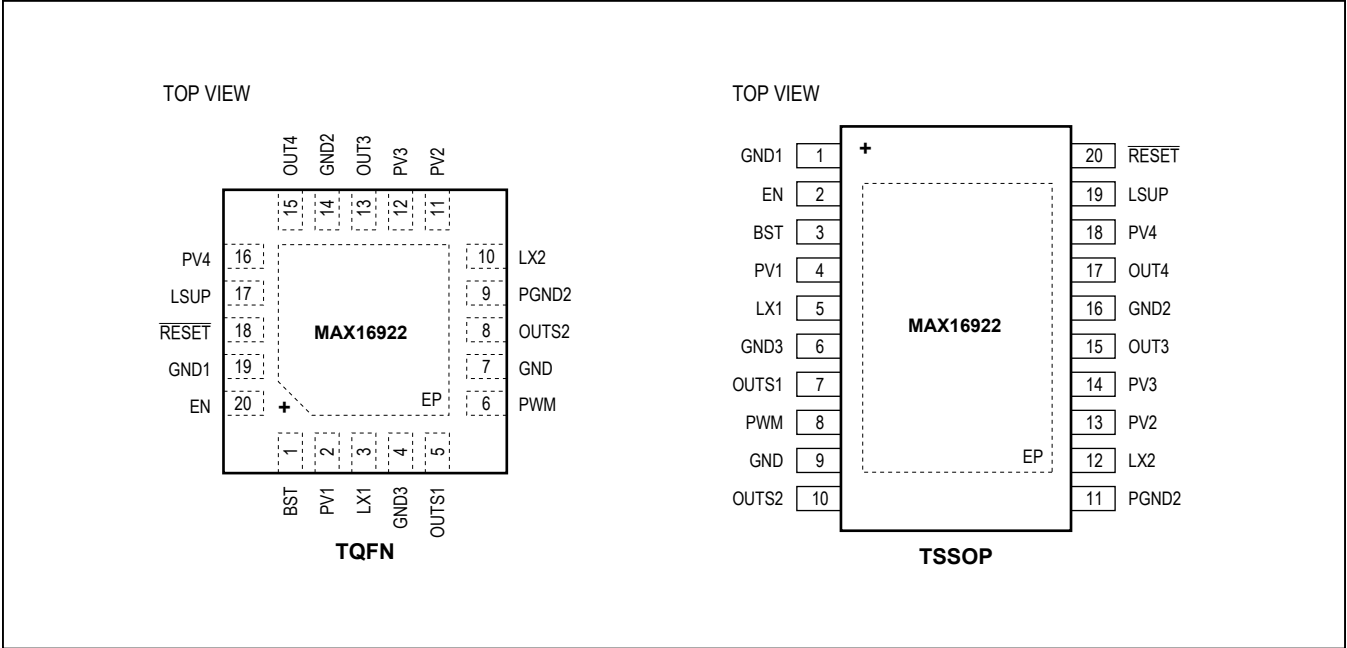 TOP VIEW
OUT4
GND2
OUT3
PV3
PV2
15
14
13
12
11
PV4 16
LSUP 17
RESET 18
GND1 19
EN 20
10 LX2
9 PGND2
8 OUTS2
7 GND
6 PWM
MAX16922
EP
+
1
2
3
4
5
BST
PV1
LX1
GND3
OUTS1
TQFN
TOP VIEW
+
GND1 1
EN 2
BST 3
PV1 4
LX1 5
GND3 6
OUTS1 7
PWM 8
GND 9
OUTS2 10
MAX16922
EP
20 RESET
19 LSUP
18 PV4
17 OUT4
16 GND2
15 OUT3
14 PV3
13 PV2
12 LX2
11 PGND2
TSSOP